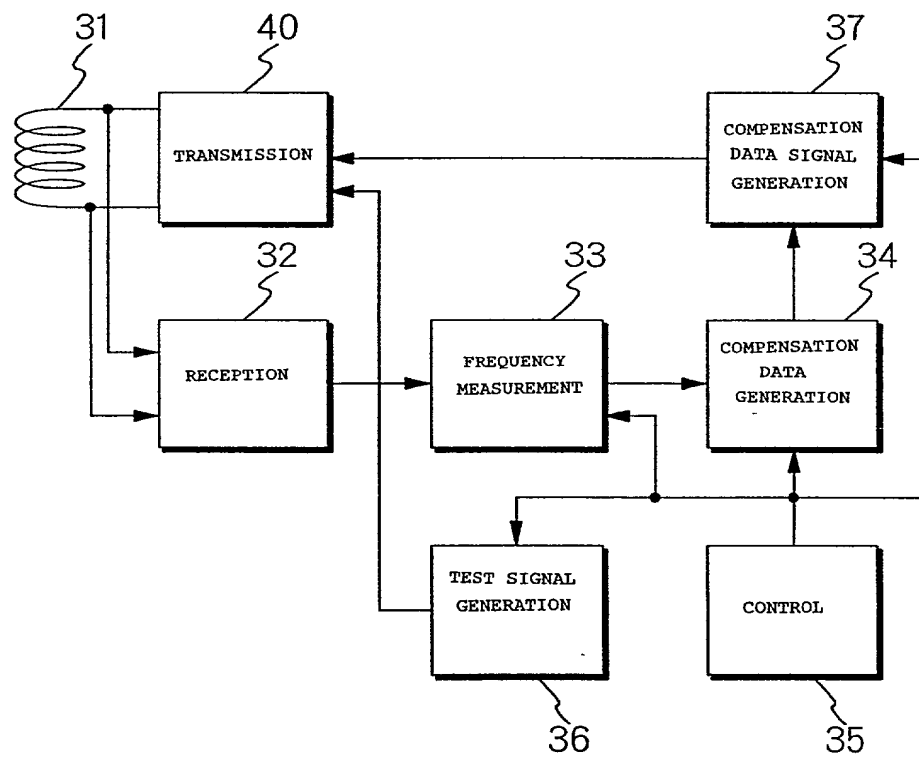 31
40
37
TRANSMISSION
COMPENSATION
DATA SIGNAL
GENERATION
32
33
34
RECEPTION
FREQUENCY
MEASUREMENT
COMPENSATION
DATA
GENERATION
TEST SIGNAL
GENERATION
CONTROL
36
35